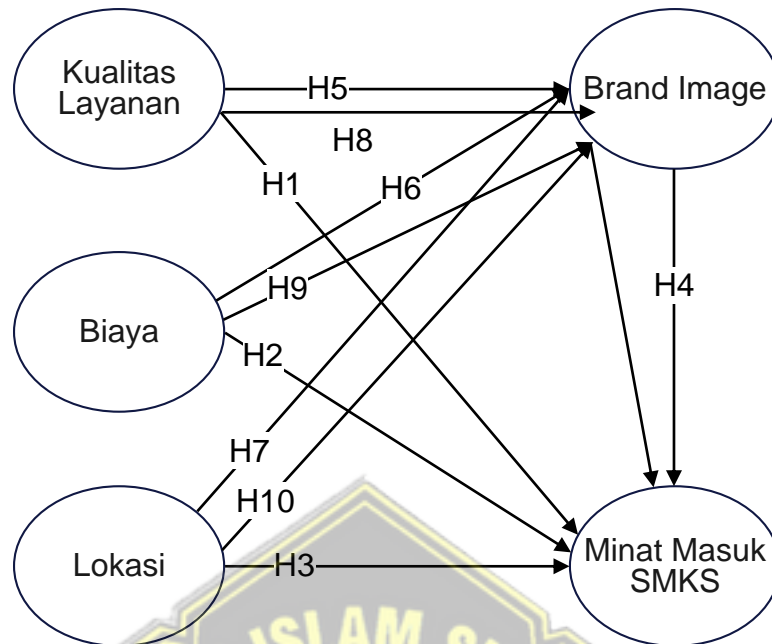 Kualitas
Layanan
H5
Brand Image
H8
H1
H6
H9
H4
Biaya
H2
H7
H10
Lokasi
H3
Minat Masuk
SMKS
ISLAM